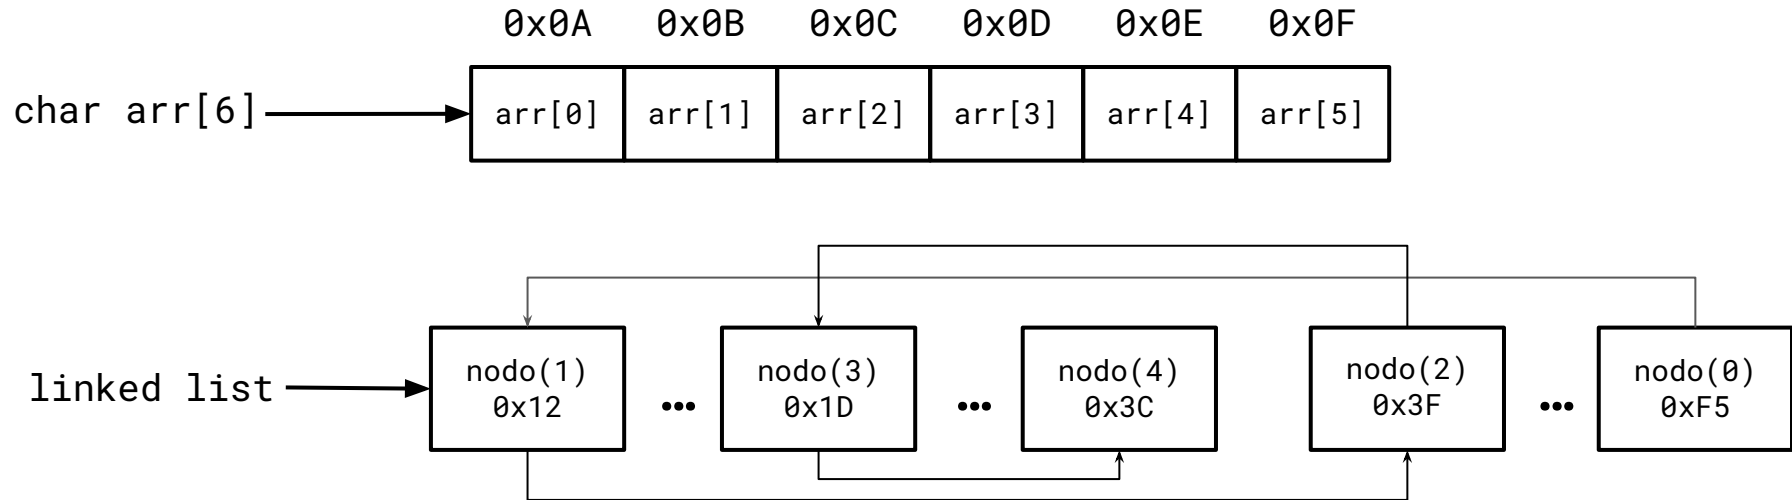 0x0A 0x0B 0x0C 0x0D 0x0E 0x0F
char arr[6] arr[0] arr[1] arr[2] arr[3] arr[4] arr[5]
linked list
nodo(1)
0x12
•••
nodo(3)
0x1D
•••
nodo(4)
0x3C
nodo(2)
0x3F
•••
nodo(0)
0xF5